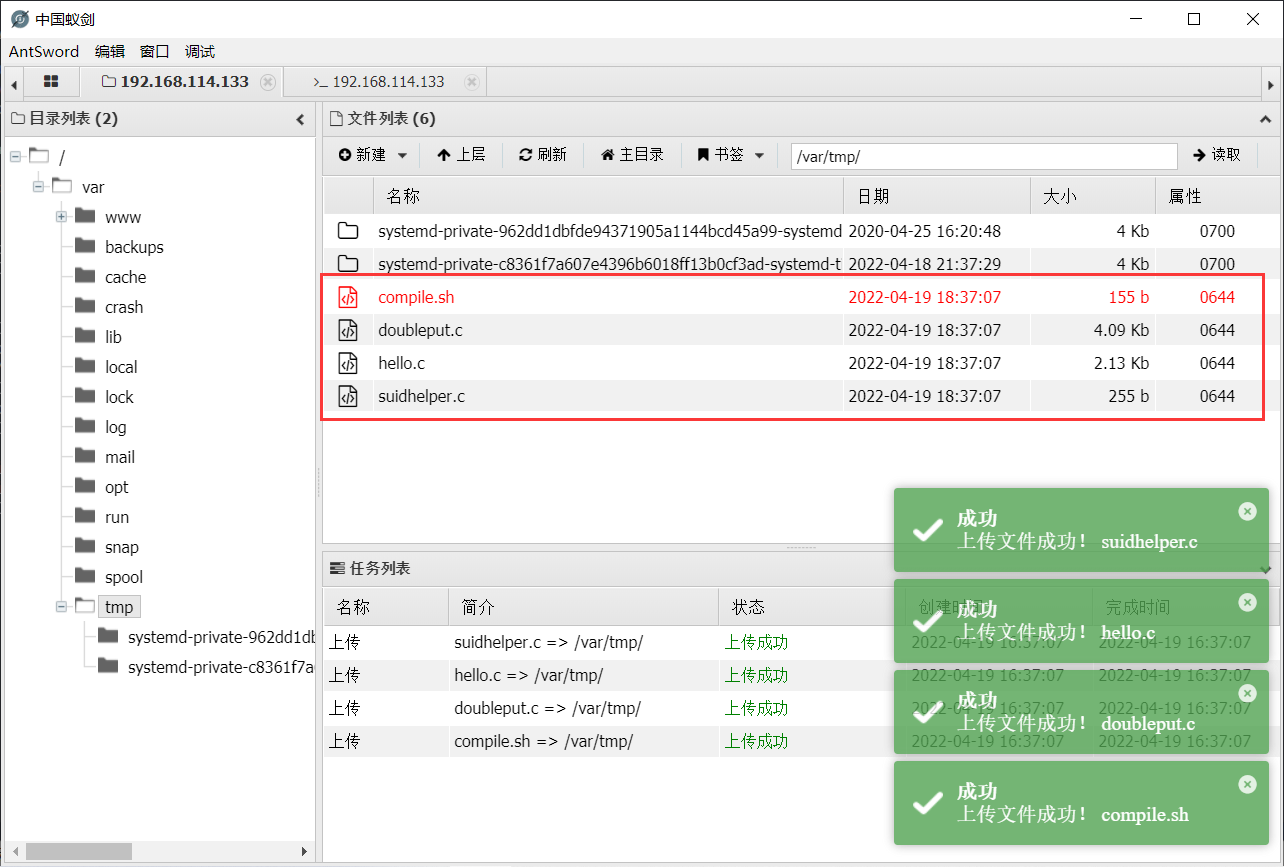 中国蚁剑
AntSword 编辑 窗口 调试
192.168.114.133
>_ 192.168.114.133
目录列表 (2)
/
var
www
backups
cache
crash
lib
local
lock
log
mail
opt
run
snap
spool
tmp
systemd-private-962dd1db
systemd-private-c8361f7a
文件列表 (6)
新建 上层 刷新 主目录 书签 /var/tmp/ 读取
名称 日期 大小 属性
systemd-private-962dd1dbfde94371905a1144bcd45a99-systemd 2020-04-25 16:20:48 4 Kb 0700
systemd-private-c8361f7a607e4396b6018ff13b0cf3ad-systemd-t 2022-04-18 21:37:29 4 Kb 0700
compile.sh 2022-04-19 18:37:07 155 b 0644
doubleput.c 2022-04-19 18:37:07 4.09 Kb 0644
hello.c 2022-04-19 18:37:07 2.13 Kb 0644
suidhelper.c 2022-04-19 18:37:07 255 b 0644
任务列表
名称 简介 状态 创建时间 完成时间
上传 suidhelper.c => /var/tmp/ 上传成功 2022-04-19 16:37:07 2022-04-19 16:37:07
上传 hello.c => /var/tmp/ 上传成功 2022-04-19 16:37:07 2022-04-19 16:37:07
上传 doubleput.c => /var/tmp/ 上传成功 2022-04-19 16:37:07 2022-04-19 16:37:07
上传 compile.sh => /var/tmp/ 上传成功 2022-04-19 16:37:07 2022-04-19 16:37:07
成功
上传文件成功！ suidhelper.c
成功
上传文件成功！ hello.c
成功
上传文件成功！ doubleput.c
成功
上传文件成功！ compile.sh